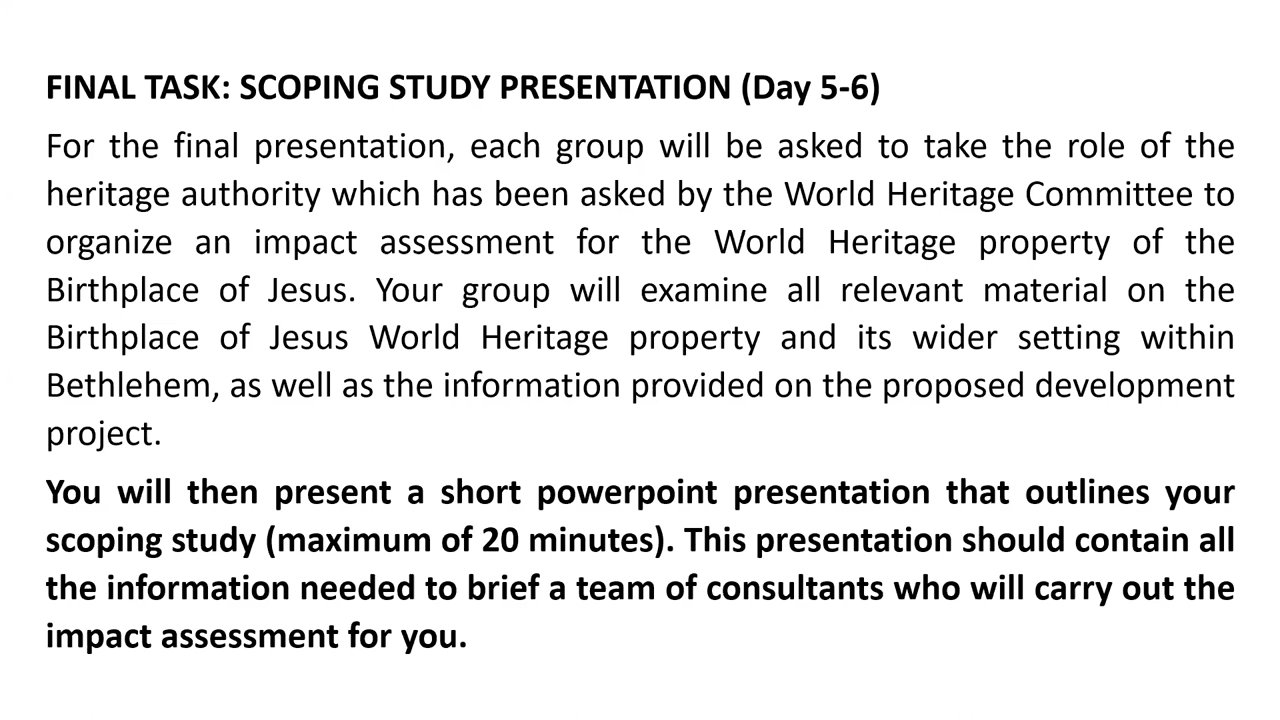 FINAL TASK: SCOPING STUDY PRESENTATION (Day 5-6)
For the final presentation, each group will be asked to take the role of the
heritage authority which has been asked by the World Heritage Committee to
organize an impact assessment for the World Heritage property of the
Birthplace of Jesus. Your group will examine all relevant material on the
Birthplace of Jesus World Heritage property and its wider setting within
Bethlehem, as well as the information provided on the proposed development
project.
You will then present a short powerpoint presentation that outlines your
scoping study (maximum of 20 minutes). This presentation should contain all
the information needed to brief a team of consultants who will carry out the
impact assessment for you.